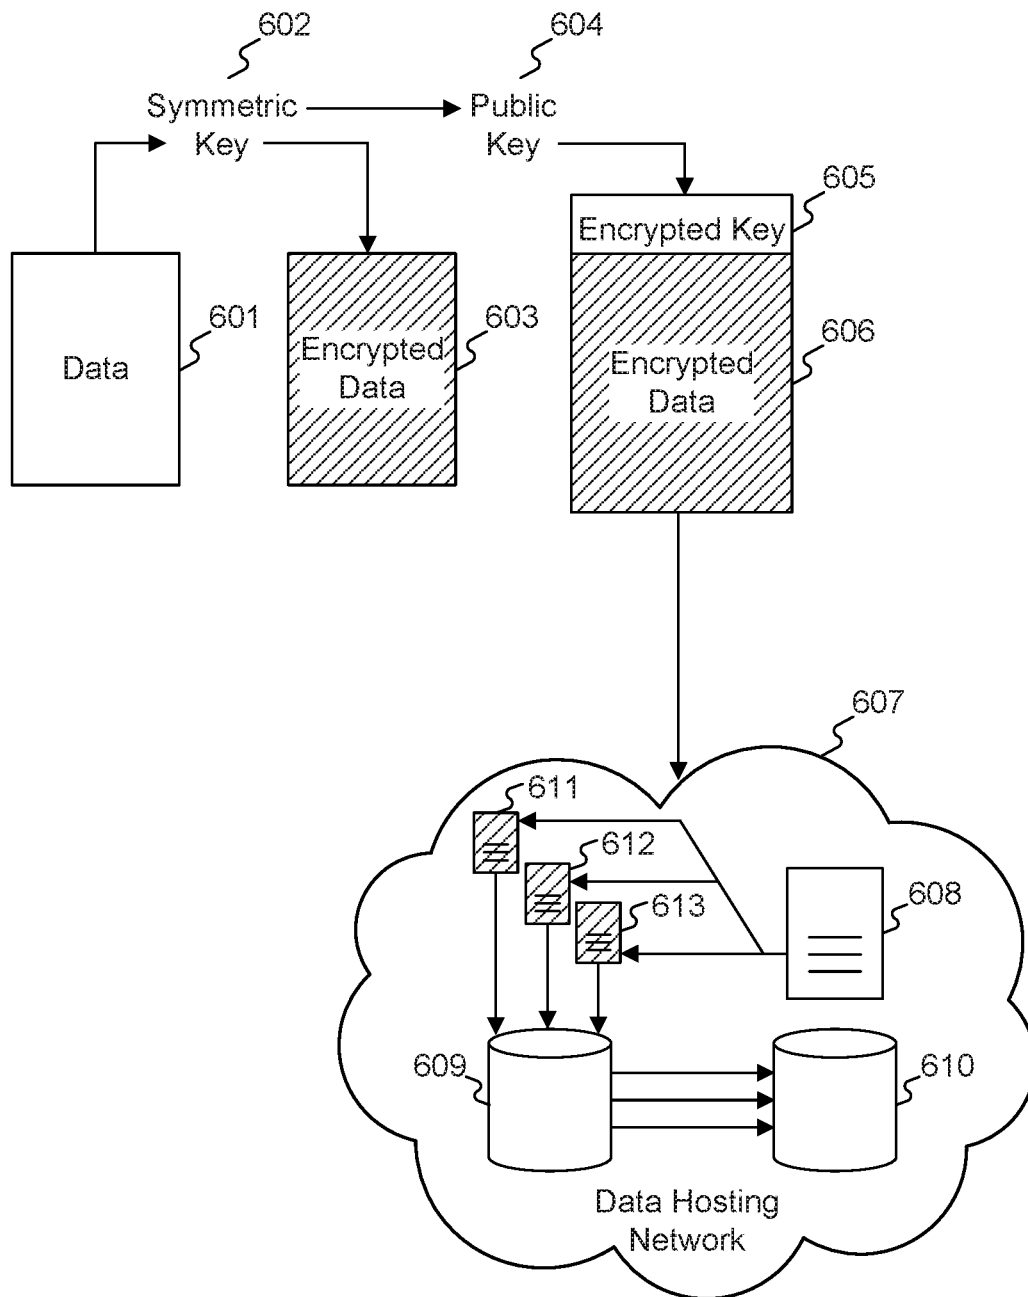 602
604
Symmetric
Key
Public
Key
605
Encrypted Key
601
603
606
Data
Encrypted
Data
Encrypted
Data
607
611
612
613
608
609
610
Data Hosting
Network